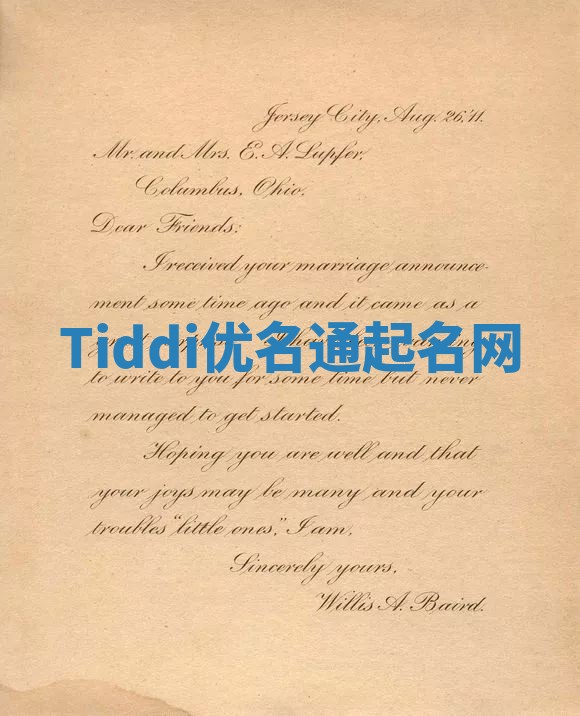 Jersey City, Aug. 26, '11.
Mr. and Mrs. E. A. Lupfer,
Columbus, Ohio.
Dear Friends:
I received your marriage announce-
ment some time ago and it came as a
Tiddi优名通起名网
to write to you for some time but never
managed to get started.
Hoping you are well and that
your joys may be many and your
troubles "little ones," I am,
Sincerely yours,
Willis A. Baird.